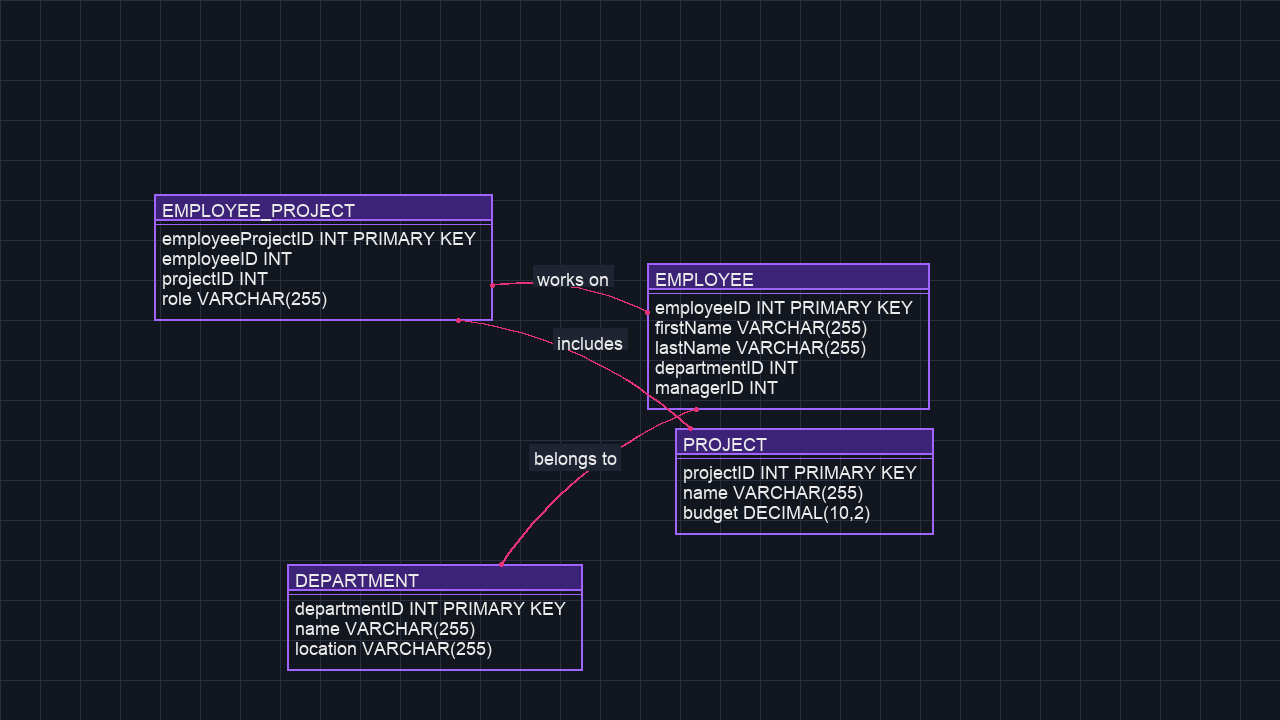 EMPLOYEE_PROJECT
employeeProjectID INT PRIMARY KEY
employeeID INT
projectID INT
role VARCHAR(255)
works on
includes
EMPLOYEE
employeeID INT PRIMARY KEY
firstName VARCHAR(255)
lastName VARCHAR(255)
departmentID INT
managerID INT
belongs to
PROJECT
projectID INT PRIMARY KEY
name VARCHAR(255)
budget DECIMAL(10,2)
DEPARTMENT
departmentID INT PRIMARY KEY
name VARCHAR(255)
location VARCHAR(255)